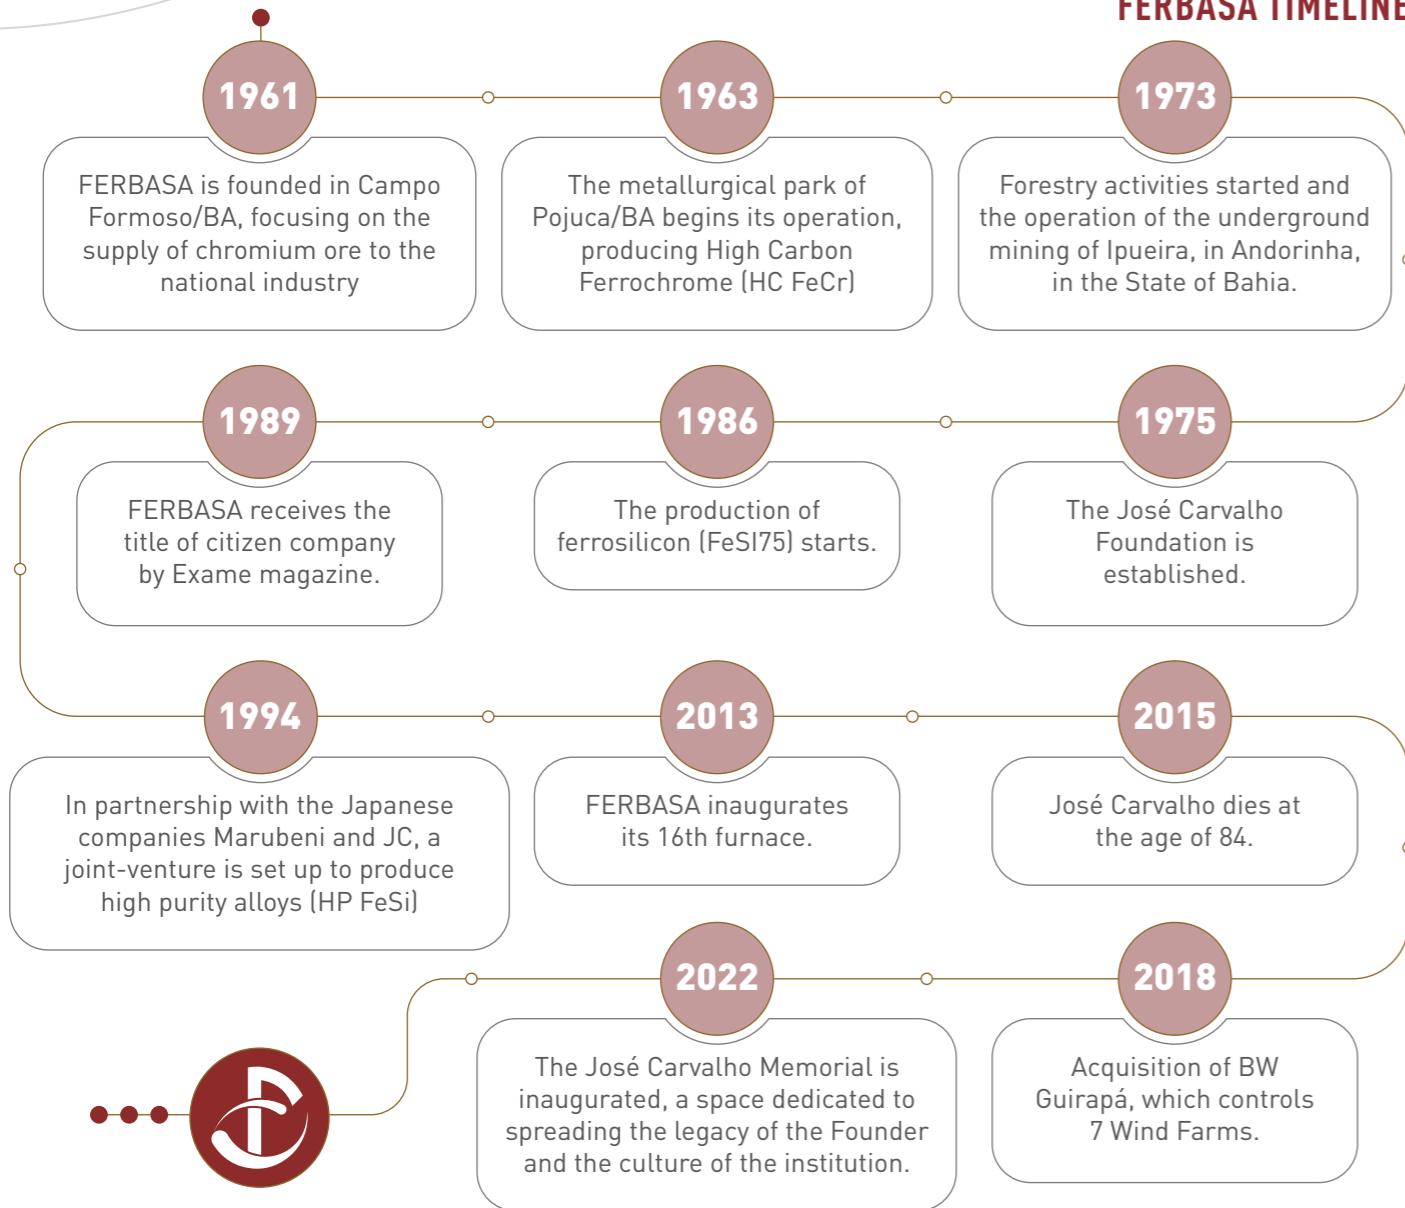 FERBASA TIMELINE
1961
FERBASA is founded in Campo
Formoso/BA, focusing on the
supply of chromium ore to the
national industry
1963
The metallurgical park of
Pojuca/BA begins its operation,
producing High Carbon
Ferrochrome (HC FeCr)
1973
Forestry activities started and
the operation of the underground
mining of Ipueira, in Andorinha,
in the State of Bahia.
1975
The José Carvalho
Foundation is
established.
1986
The production of
ferrosilicon (FeSI75) starts.
1989
FERBASA receives the
title of citizen company
by Exame magazine.
1994
In partnership with the Japanese
companies Marubeni and JC, a
joint-venture is set up to produce
high purity alloys (HP FeSi)
2013
FERBASA inaugurates
its 16th furnace.
2015
José Carvalho dies at
the age of 84.
2018
Acquisition of BW
Guirapá, which controls
7 Wind Farms.
2022
The José Carvalho Memorial is
inaugurated, a space dedicated to
spreading the legacy of the Founder
and the culture of the institution.